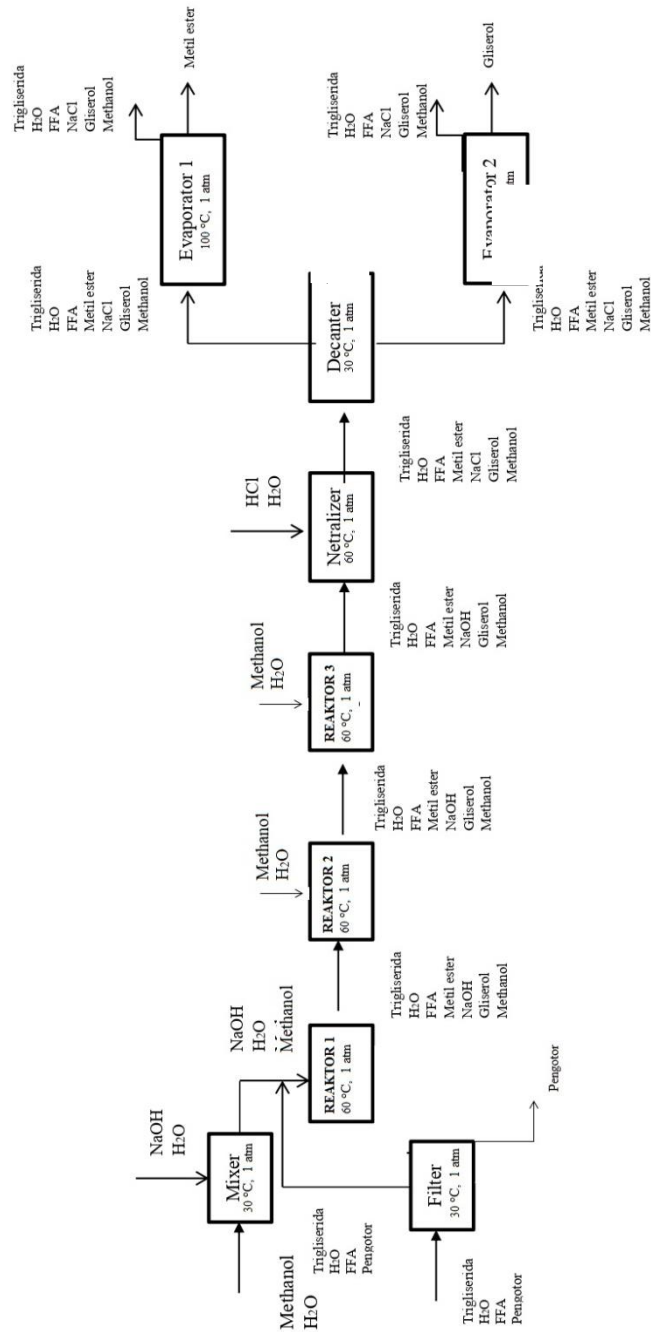 Trigliserida
H2O
FFA
Pengotor
Filter
30 °C, 1 atm
Pengotor
Trigliserida
H2O
FFA
Pengotor
Methanol
H2O
NaOH
H2O
Mixer
30 °C, 1 atm
NaOH
H2O
Methanol
REAKTOR 1
60 °C, 1 atm
Trigliserida
H2O
FFA
Metil ester
NaOH
Gliserol
Methanol
Methanol
H2O
REAKTOR 2
60 °C, 1 atm
Trigliserida
H2O
FFA
Metil ester
NaOH
Gliserol
Methanol
Methanol
H2O
REAKTOR 3
60 °C, 1 atm
Trigliserida
H2O
FFA
Metil ester
NaOH
Gliserol
Methanol
HCl
H2O
Netralizer
60 °C, 1 atm
Trigliserida
H2O
FFA
Metil ester
NaCl
Gliserol
Methanol
Decanter
30 °C, 1 atm
Trigliserida
H2O
FFA
Metil ester
NaCl
Gliserol
Methanol
Evaporator 1
100 °C, 1 atm
Trigliserida
H2O
FFA
NaCl
Gliserol
Methanol
Metil ester
Trigliserida
H2O
FFA
Metil ester
NaCl
Gliserol
Methanol
Evaporator 2
Trigliserida
H2O
FFA
NaCl
Gliserol
Methanol
Gliserol